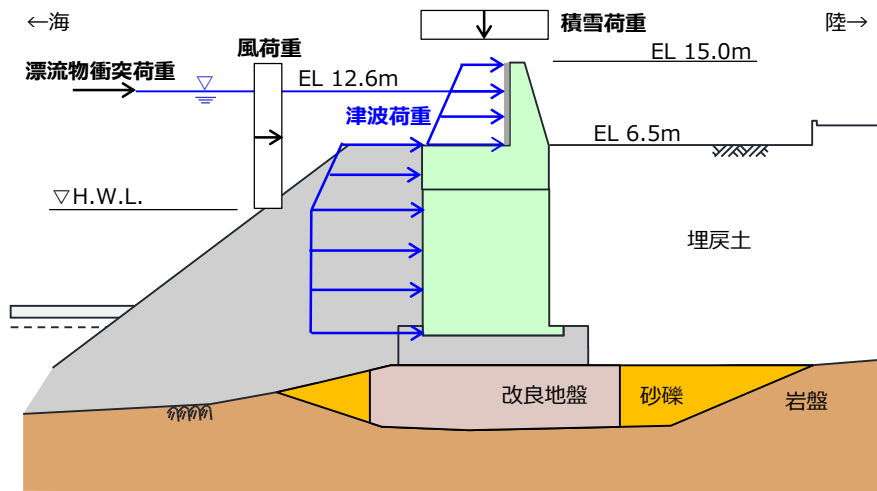 ←海
陸→
積雪荷重
風荷重
EL 15.0m
漂流物衝突荷重
▽
EL 12.6m
津波荷重
EL 6.5m
▽H.W.L.
埋戻土
改良地盤
砂礫
岩盤